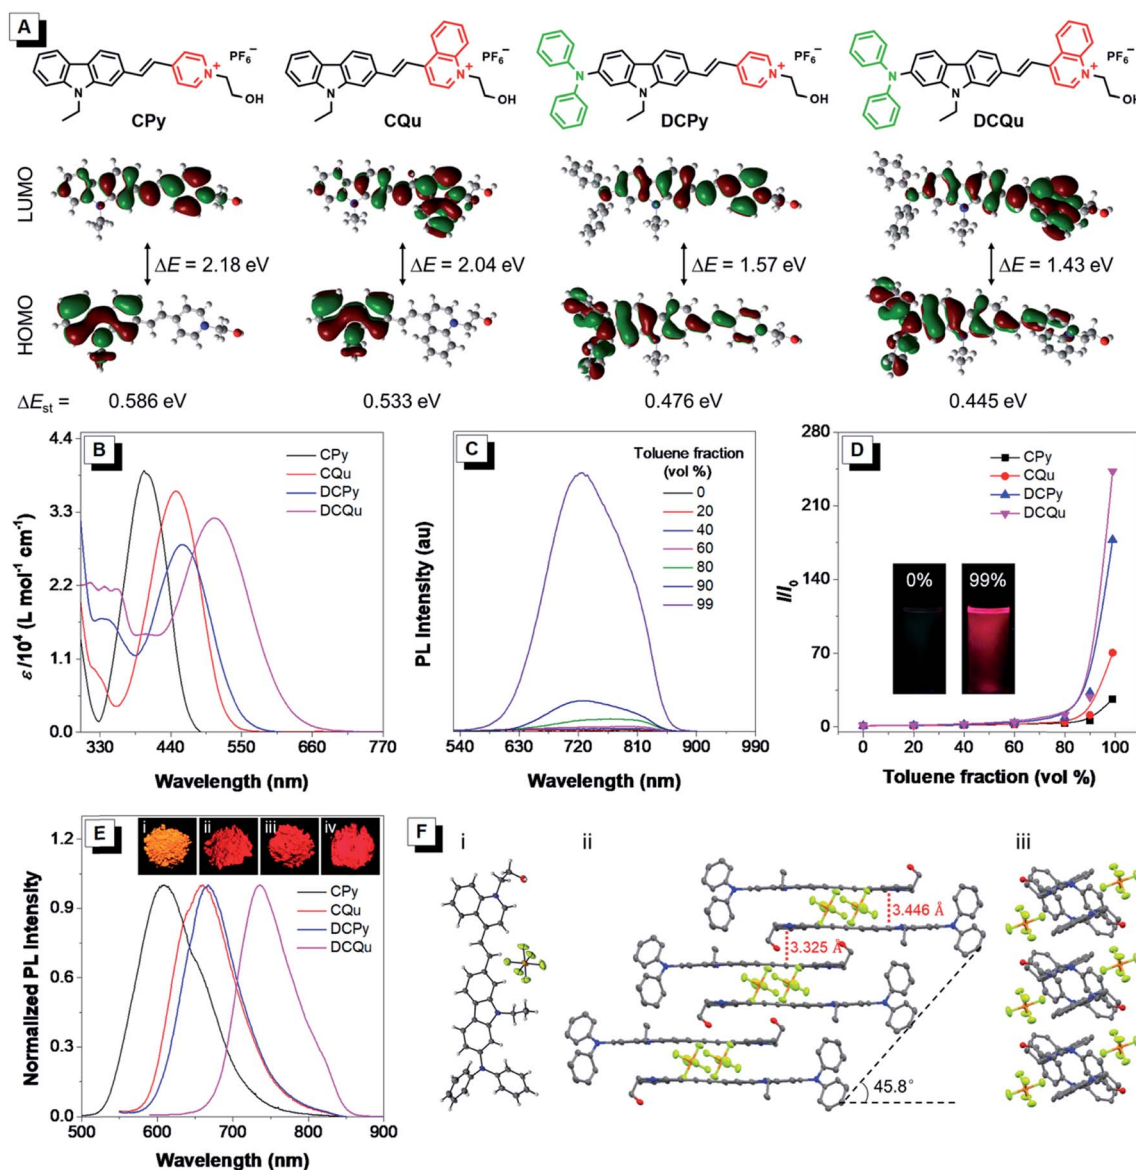 A
PF6−
N+
OH
N
CPy
PF6−
N+
OH
N
CQu
PF6−
N
N+
OH
N
DCPy
PF6−
N
N+
OH
N
DCQu
LUMO
ΔE = 2.18 eV
ΔE = 2.04 eV
ΔE = 1.57 eV
ΔE = 1.43 eV
HOMO
ΔEst = 0.586 eV 0.533 eV 0.476 eV 0.445 eV
B
4.4
3.3
2.2
1.1
0.0
ε/10⁴ (L mol⁻¹ cm⁻¹)
CPy
CQu
DCPy
DCQu
330 440 550 660 770
Wavelength (nm)
C
PL Intensity (au)
Toluene fraction
(vol %)
0
20
40
60
80
90
99
540 630 720 810 900 990
Wavelength (nm)
D
280
210
140
70
0
I/I0
CPy
CQu
DCPy
DCQu
0% 99%
0 20 40 60 80 100
Toluene fraction (vol %)
E
1.2
0.9
0.6
0.3
0.0
Normalized PL Intensity
i ii iii iv
CPy
CQu
DCPy
DCQu
500 600 700 800 900
Wavelength (nm)
F
i ii iii
3.446 Å
3.325 Å
45.8°